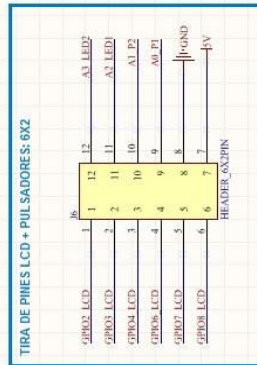 TIRA DE PINES LCD + PULSADORES: 6X2
J6
GPIO2_LCD 1 1 12 12 A3_LED2
GPIO3_LCD 2 2 11 11 A2_LED1
GPIO4_LCD 3 3 10 10 A1_P2
GPIO6_LCD 4 4 9 9 A0_P1
GPIO7_LCD 5 5 8 8 GND
GPIO8_LCD 6 6 7 7 5V
HEADER_6X2PIN